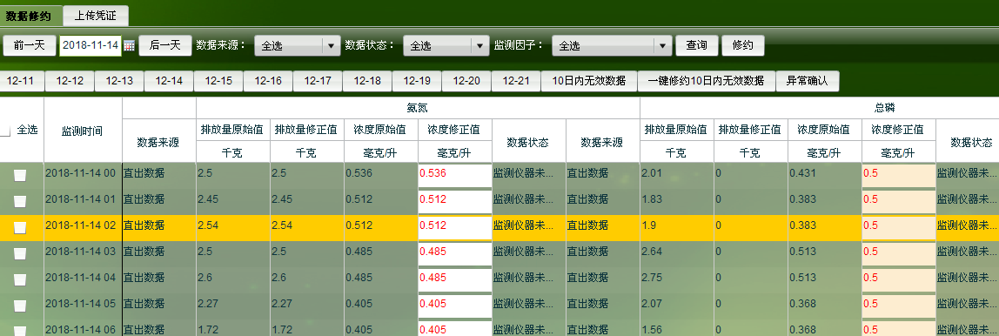 数据修约 上传凭证
前一天 2018-11-14 后一天 数据来源： 全选 数据状态： 全选 监测因子： 全选 查询 修约
12-11 12-12 12-13 12-14 12-15 12-16 12-17 12-18 12-19 12-20 12-21 10日内无效数据 一键修约10日内无效数据 异常确认
氨氮 总磷
全选 监测时间 数据来源 排放量原始值 排放量修正值 浓度原始值 浓度修正值 数据状态 数据来源 排放量原始值 排放量修正值 浓度原始值 浓度修正值 数据状态
千克 千克 毫克/升 毫克/升 千克 千克 毫克/升 毫克/升
2018-11-14 00 直出数据 2.5 2.5 0.536 0.536 监测仪器未... 直出数据 2.01 0 0.431 0.5 监测仪器未...
2018-11-14 01 直出数据 2.45 2.45 0.512 0.512 监测仪器未... 直出数据 1.83 0 0.383 0.5 监测仪器未...
2018-11-14 02 直出数据 2.54 2.54 0.512 0.512 监测仪器未... 直出数据 1.9 0 0.383 0.5 监测仪器未...
2018-11-14 03 直出数据 2.5 2.5 0.485 0.485 监测仪器未... 直出数据 2.64 0 0.513 0.5 监测仪器未...
2018-11-14 04 直出数据 2.6 2.6 0.485 0.485 监测仪器未... 直出数据 2.75 0 0.513 0.5 监测仪器未...
2018-11-14 05 直出数据 2.27 2.27 0.405 0.405 监测仪器未... 直出数据 2.07 0 0.368 0.5 监测仪器未...
2018-11-14 06 直出数据 1.72 1.72 0.405 0.405 监测仪器未... 直出数据 1.56 0 0.368 0.5 监测仪器未...